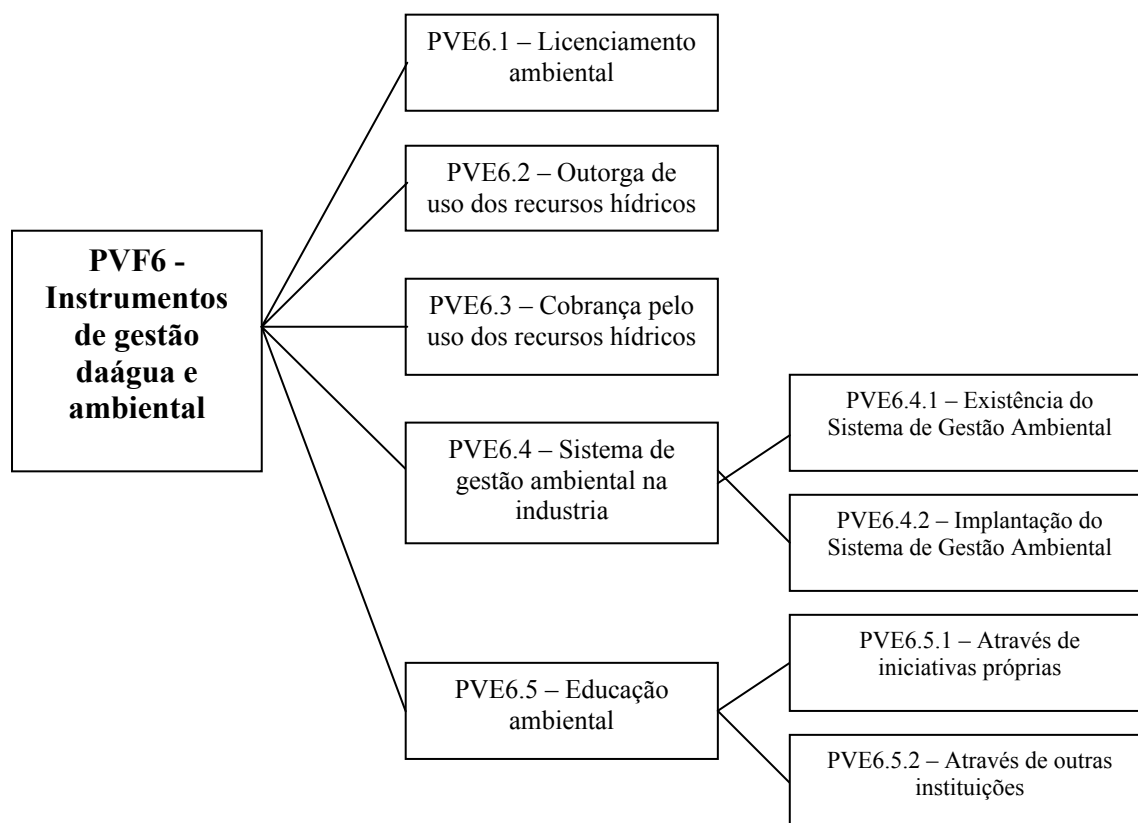 PVF6 -
Instrumentos
de gestão
daágua e
ambiental
PVE6.1 – Licenciamento
ambiental
PVE6.2 – Outorga de
uso dos recursos hídricos
PVE6.3 – Cobrança pelo
uso dos recursos hídricos
PVE6.4 – Sistema de
gestão ambiental na
industria
PVE6.4.1 – Existência do
Sistema de Gestão Ambiental
PVE6.4.2 – Implantação do
Sistema de Gestão Ambiental
PVE6.5 – Educação
ambiental
PVE6.5.1 – Através de
iniciativas próprias
PVE6.5.2 – Através de outras
instituições